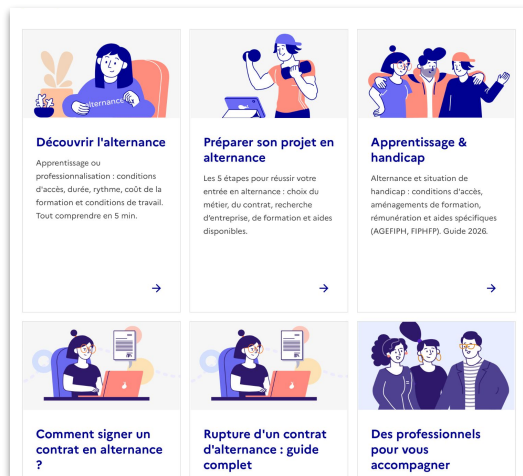 alternance
Découvrir l'alternance
Apprentissage ou
professionnalisation : conditions
d'accès, durée, rythme, coût de la
formation et conditions de travail.
Tout comprendre en 5 min.
Préparer son projet en
alternance
Les 5 étapes pour réussir votre
entrée en alternance : choix du
métier, du contrat, recherche
d'entreprise, de formation et aides
disponibles.
Apprentissage &
handicap
Alternance et situation de
handicap : conditions d'accès,
aménagements de formation,
rémunération et aides spécifiques
(AGEFIPH, FIPHFP). Guide 2026.
Comment signer un
contrat en alternance
?
Rupture d'un contrat
d'alternance : guide
complet
Des professionnels
pour vous
accompagner